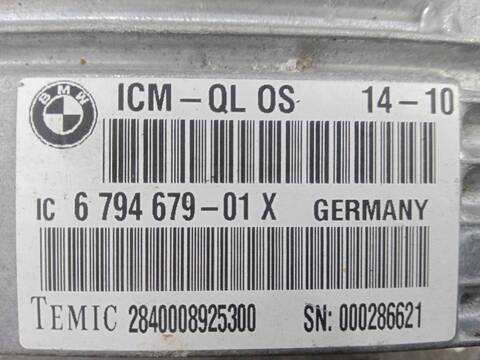 BMW
ICM - QL OS 14 - 10
IC 6 794 679 - 01 X GERMANY
TEMIC 2840008925300 SN: 000286621